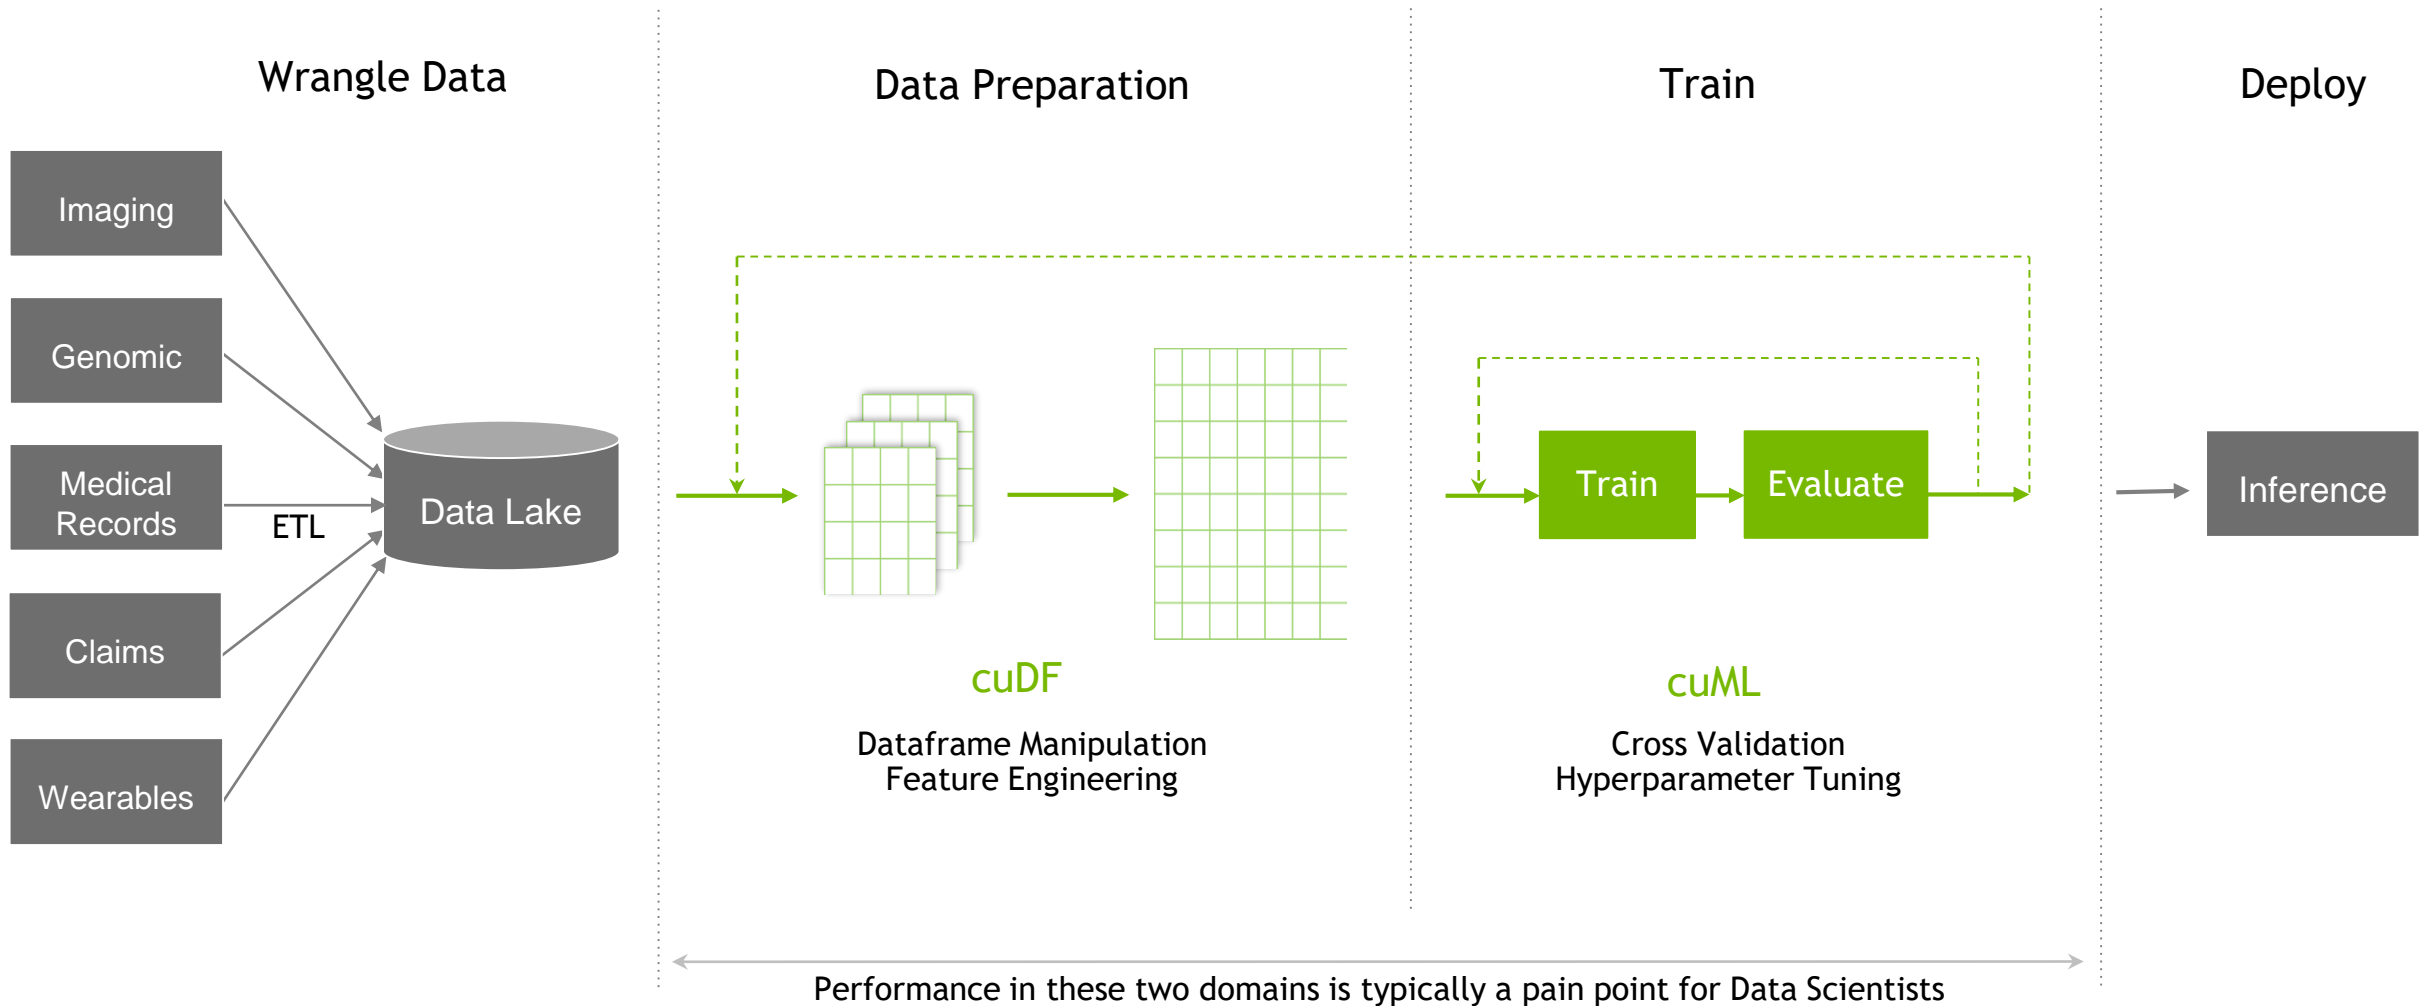 Wrangle Data
Data Preparation
Train
Deploy
Imaging
Genomic
Medical
Records
Claims
Wearables
ETL
Data Lake
cuDF
Dataframe Manipulation
Feature Engineering
Train
Evaluate
cuML
Cross Validation
Hyperparameter Tuning
Inference
Performance in these two domains is typically a pain point for Data Scientists